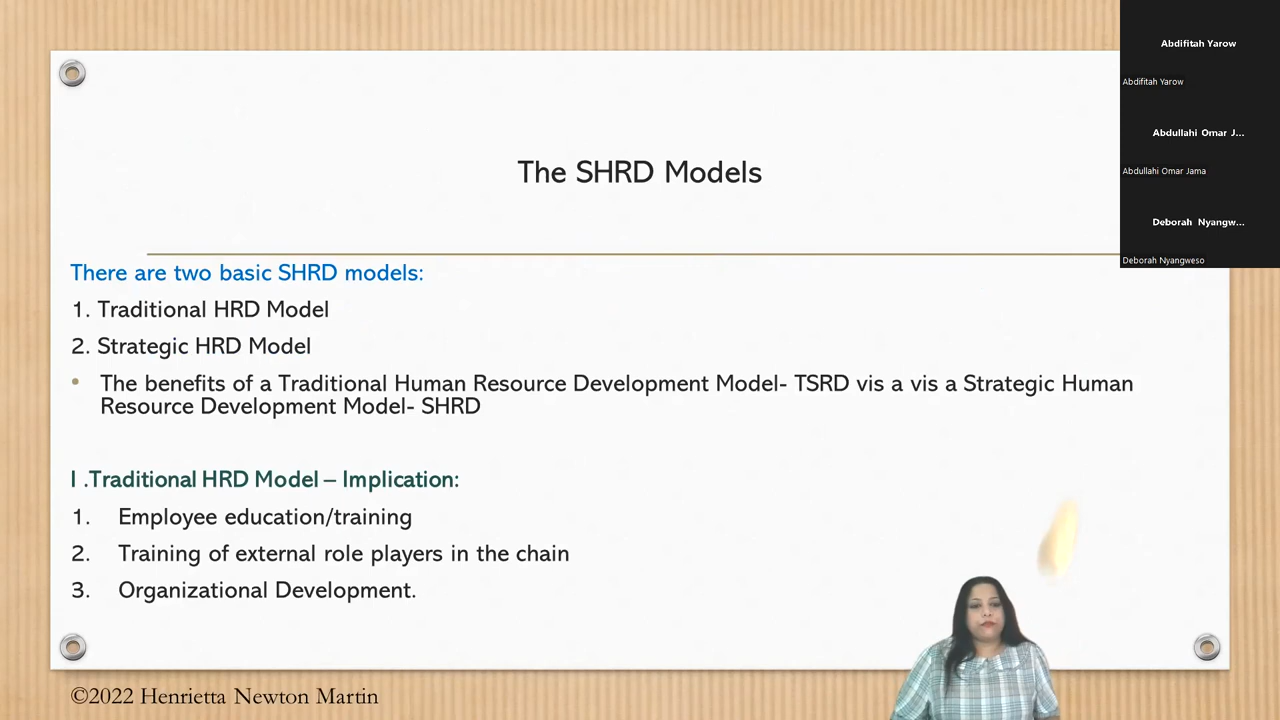 The SHRD Models
There are two basic SHRD models:
1. Traditional HRD Model
2. Strategic HRD Model
• The benefits of a Traditional Human Resource Development Model- TSRD vis a vis a Strategic Human
Resource Development Model- SHRD
I .Traditional HRD Model – Implication:
1. Employee education/training
2. Training of external role players in the chain
3. Organizational Development.
©2022 Henrietta Newton Martin
Abdifitah Yarow
Abdifitah Yarow
Abdullahi Omar J...
Abdullahi Omar Jama
Deborah Nyangw...
Deborah Nyangweso